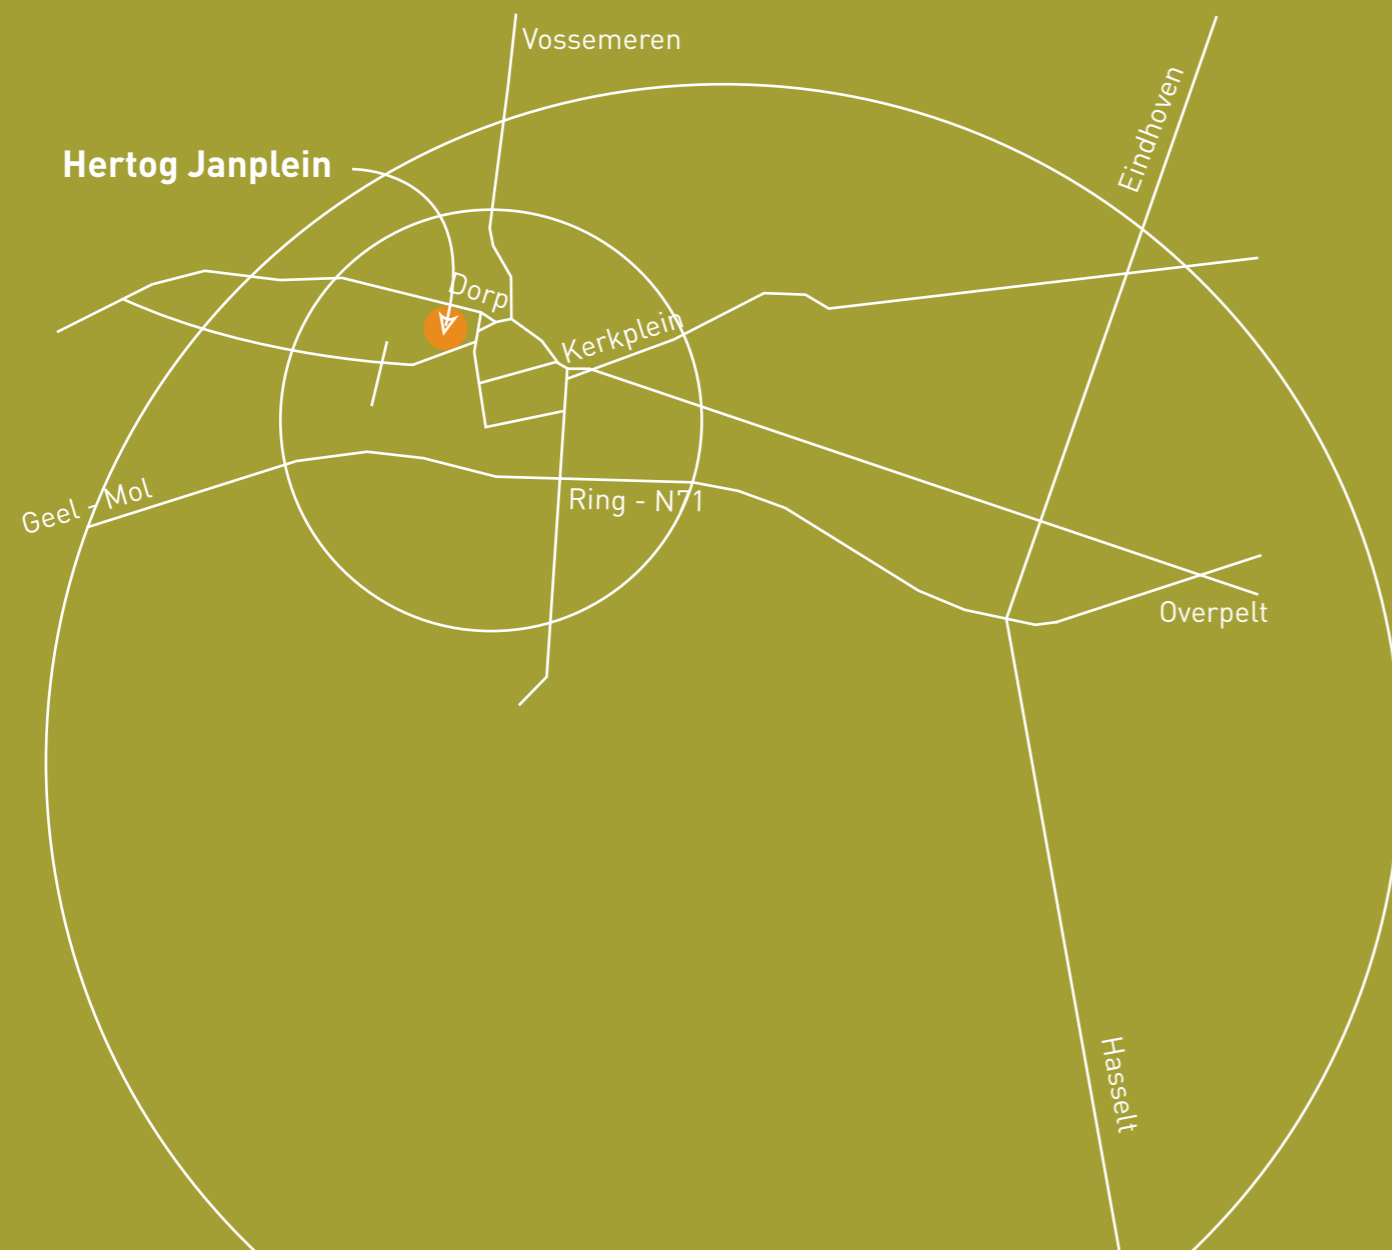 Vossemeren
Eindhoven
Hertog Janplein
Dorp
Kerkplein
Geel - Mol
Ring - N71
Overpelt
Hasselt